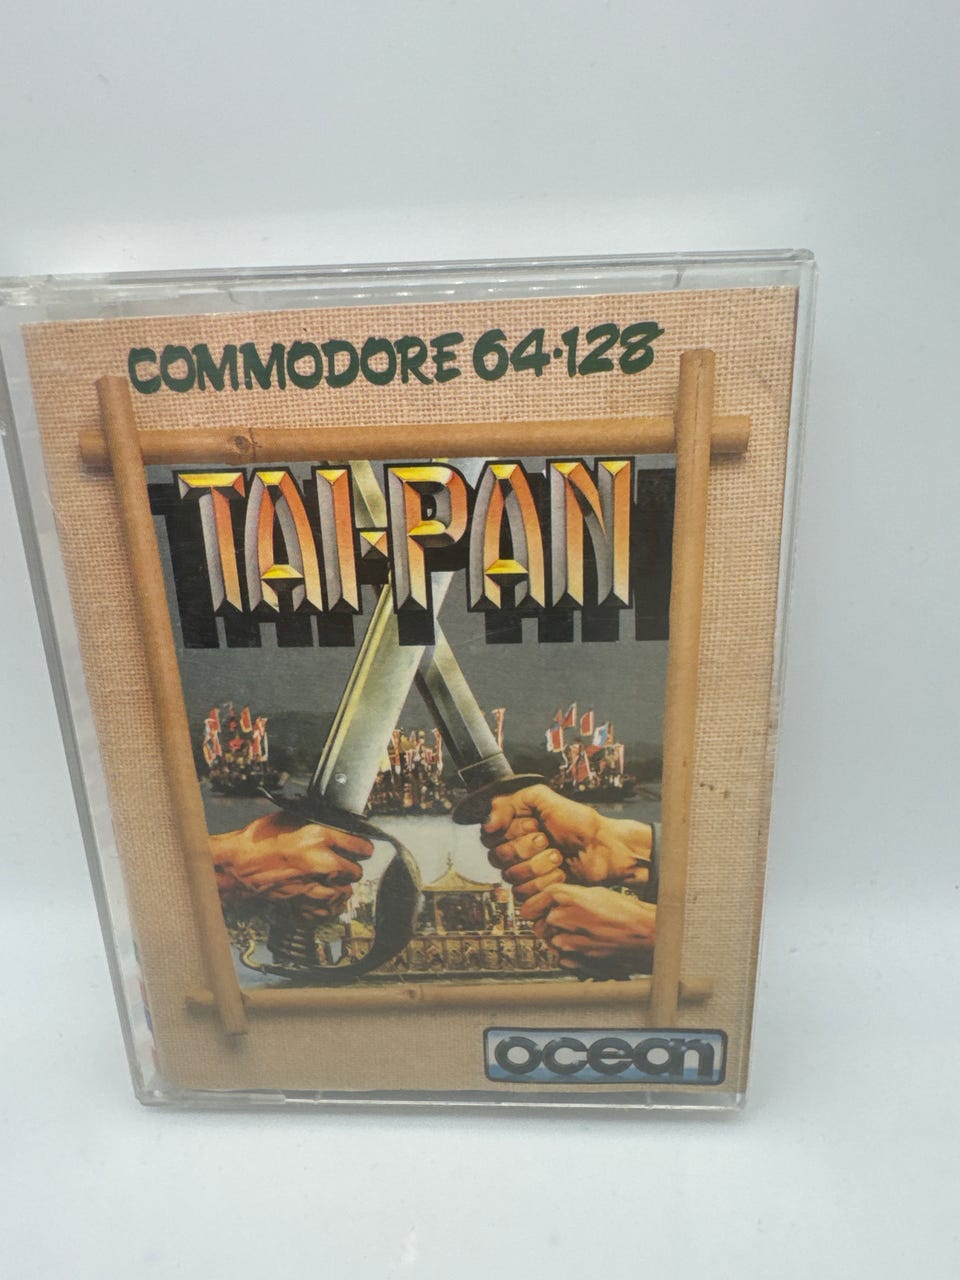 COMMODORE 64·128
TAI-PAN
ocean